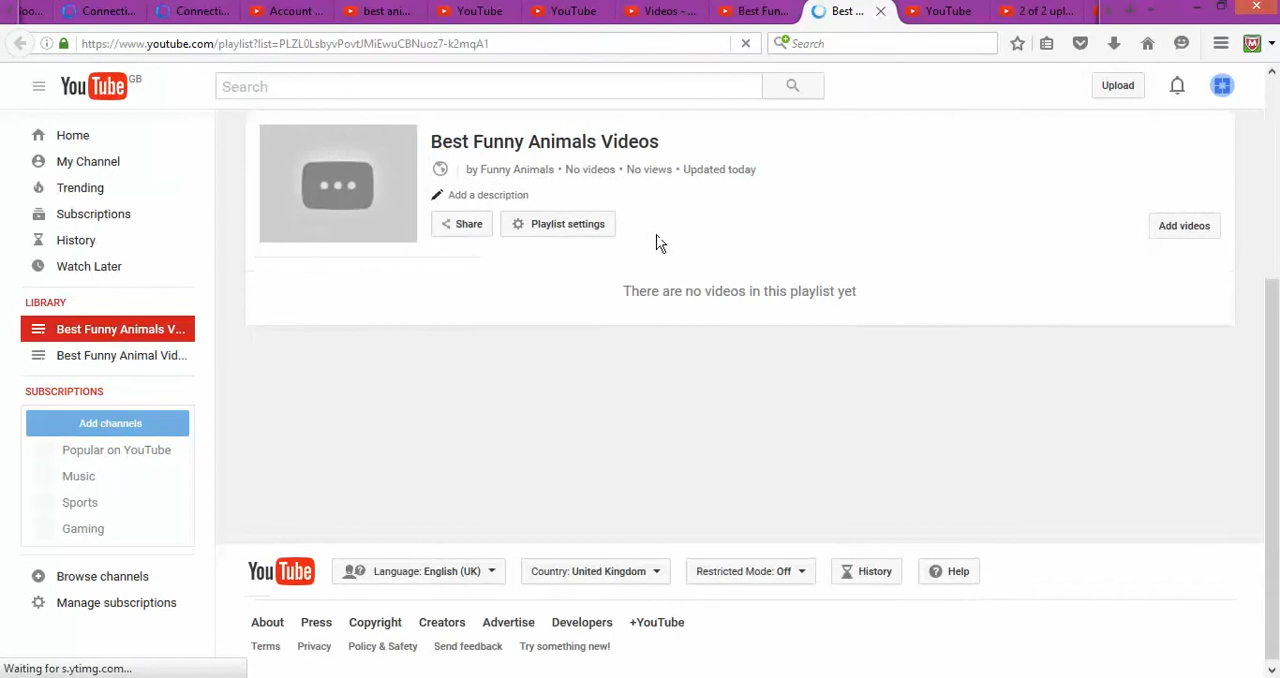 oo...
Connecti...
Connecti...
Account ...
best ani...
YouTube
YouTube
Videos - ...
Best Fun...
Best ...
YouTube
2 of 2 upl...
https://www.youtube.com/playlist?list=PLZL0LsbyvPovtJMiEwuCBNuoz7-k2mqA1
Search
YouTube GB
Search
Upload
Home
My Channel
Trending
Subscriptions
History
Watch Later
LIBRARY
Best Funny Animals V...
Best Funny Animal Vid...
SUBSCRIPTIONS
Add channels
Popular on YouTube
Music
Sports
Gaming
Browse channels
Manage subscriptions
Best Funny Animals Videos
by Funny Animals • No videos • No views • Updated today
Add a description
Share
Playlist settings
Add videos
There are no videos in this playlist yet
YouTube
Language: English (UK)
Country: United Kingdom
Restricted Mode: Off
History
Help
About Press Copyright Creators Advertise Developers +YouTube
Terms Privacy Policy & Safety Send feedback Try something new!
Waiting for s.ytimg.com...